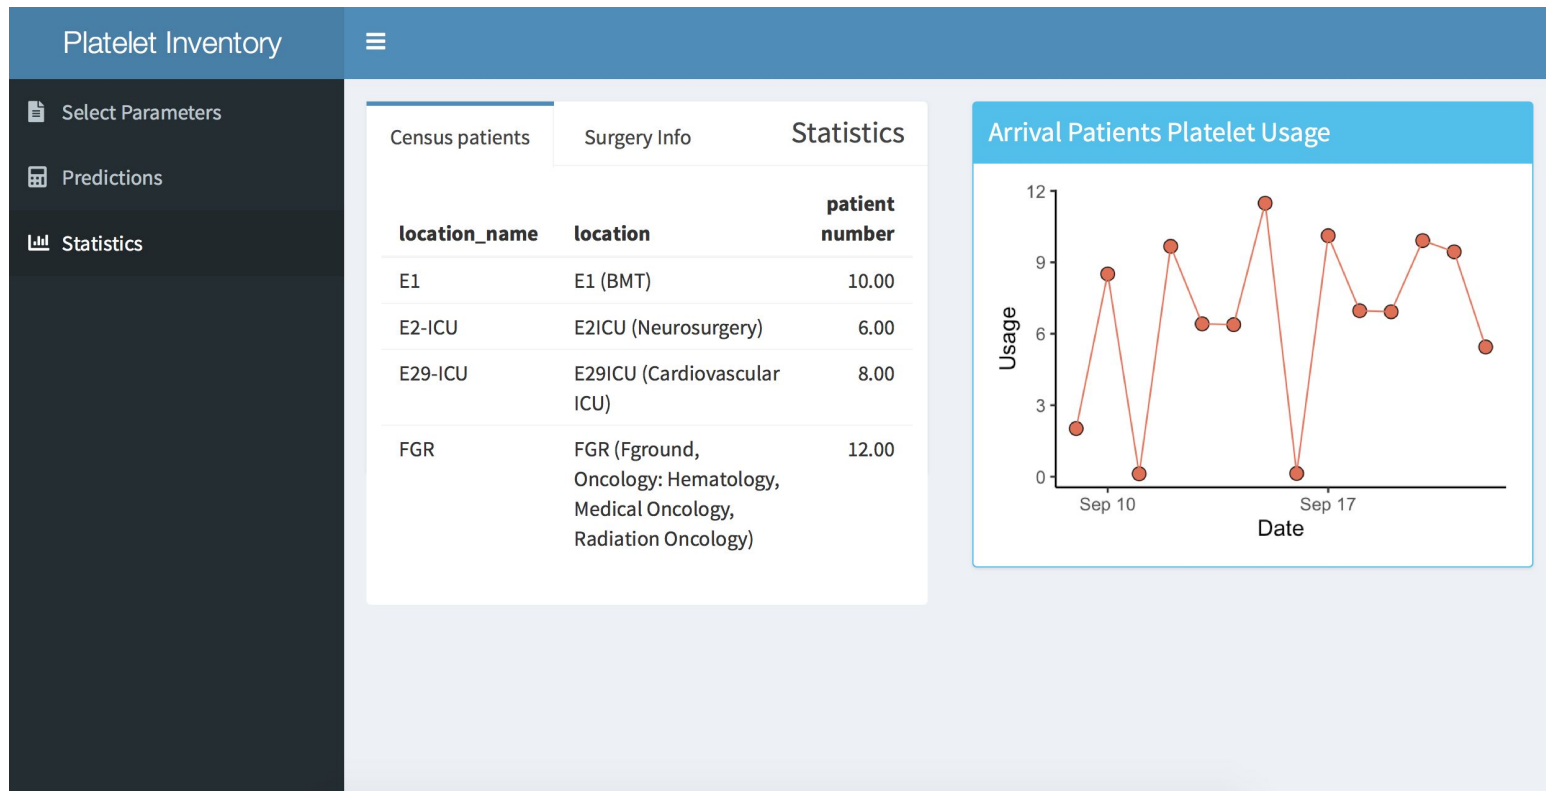 Platelet Inventory
Select Parameters
Predictions
Statistics
Census patients
Surgery Info
Statistics
location_name location patient number
E1 E1 (BMT) 10.00
E2-ICU E2ICU (Neurosurgery) 6.00
E29-ICU E29ICU (Cardiovascular 8.00
ICU)
FGR FGR (Fground, 12.00
Oncology: Hematology,
Medical Oncology,
Radiation Oncology)
Arrival Patients Platelet Usage
12
9
6
3
0
Usage
Sep 10 Sep 17
Date